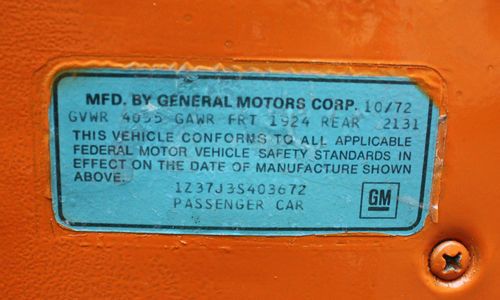 MFD. BY GENERAL MOTORS CORP. 10/72
GVWR 4055 GAWR FRT 1924 REAR 2131
THIS VEHICLE CONFORMS TO ALL APPLICABLE
FEDERAL MOTOR VEHICLE SAFETY STANDARDS IN
EFFECT ON THE DATE OF MANUFACTURE SHOWN
ABOVE.
1Z37J3S403672
PASSENGER CAR
GM